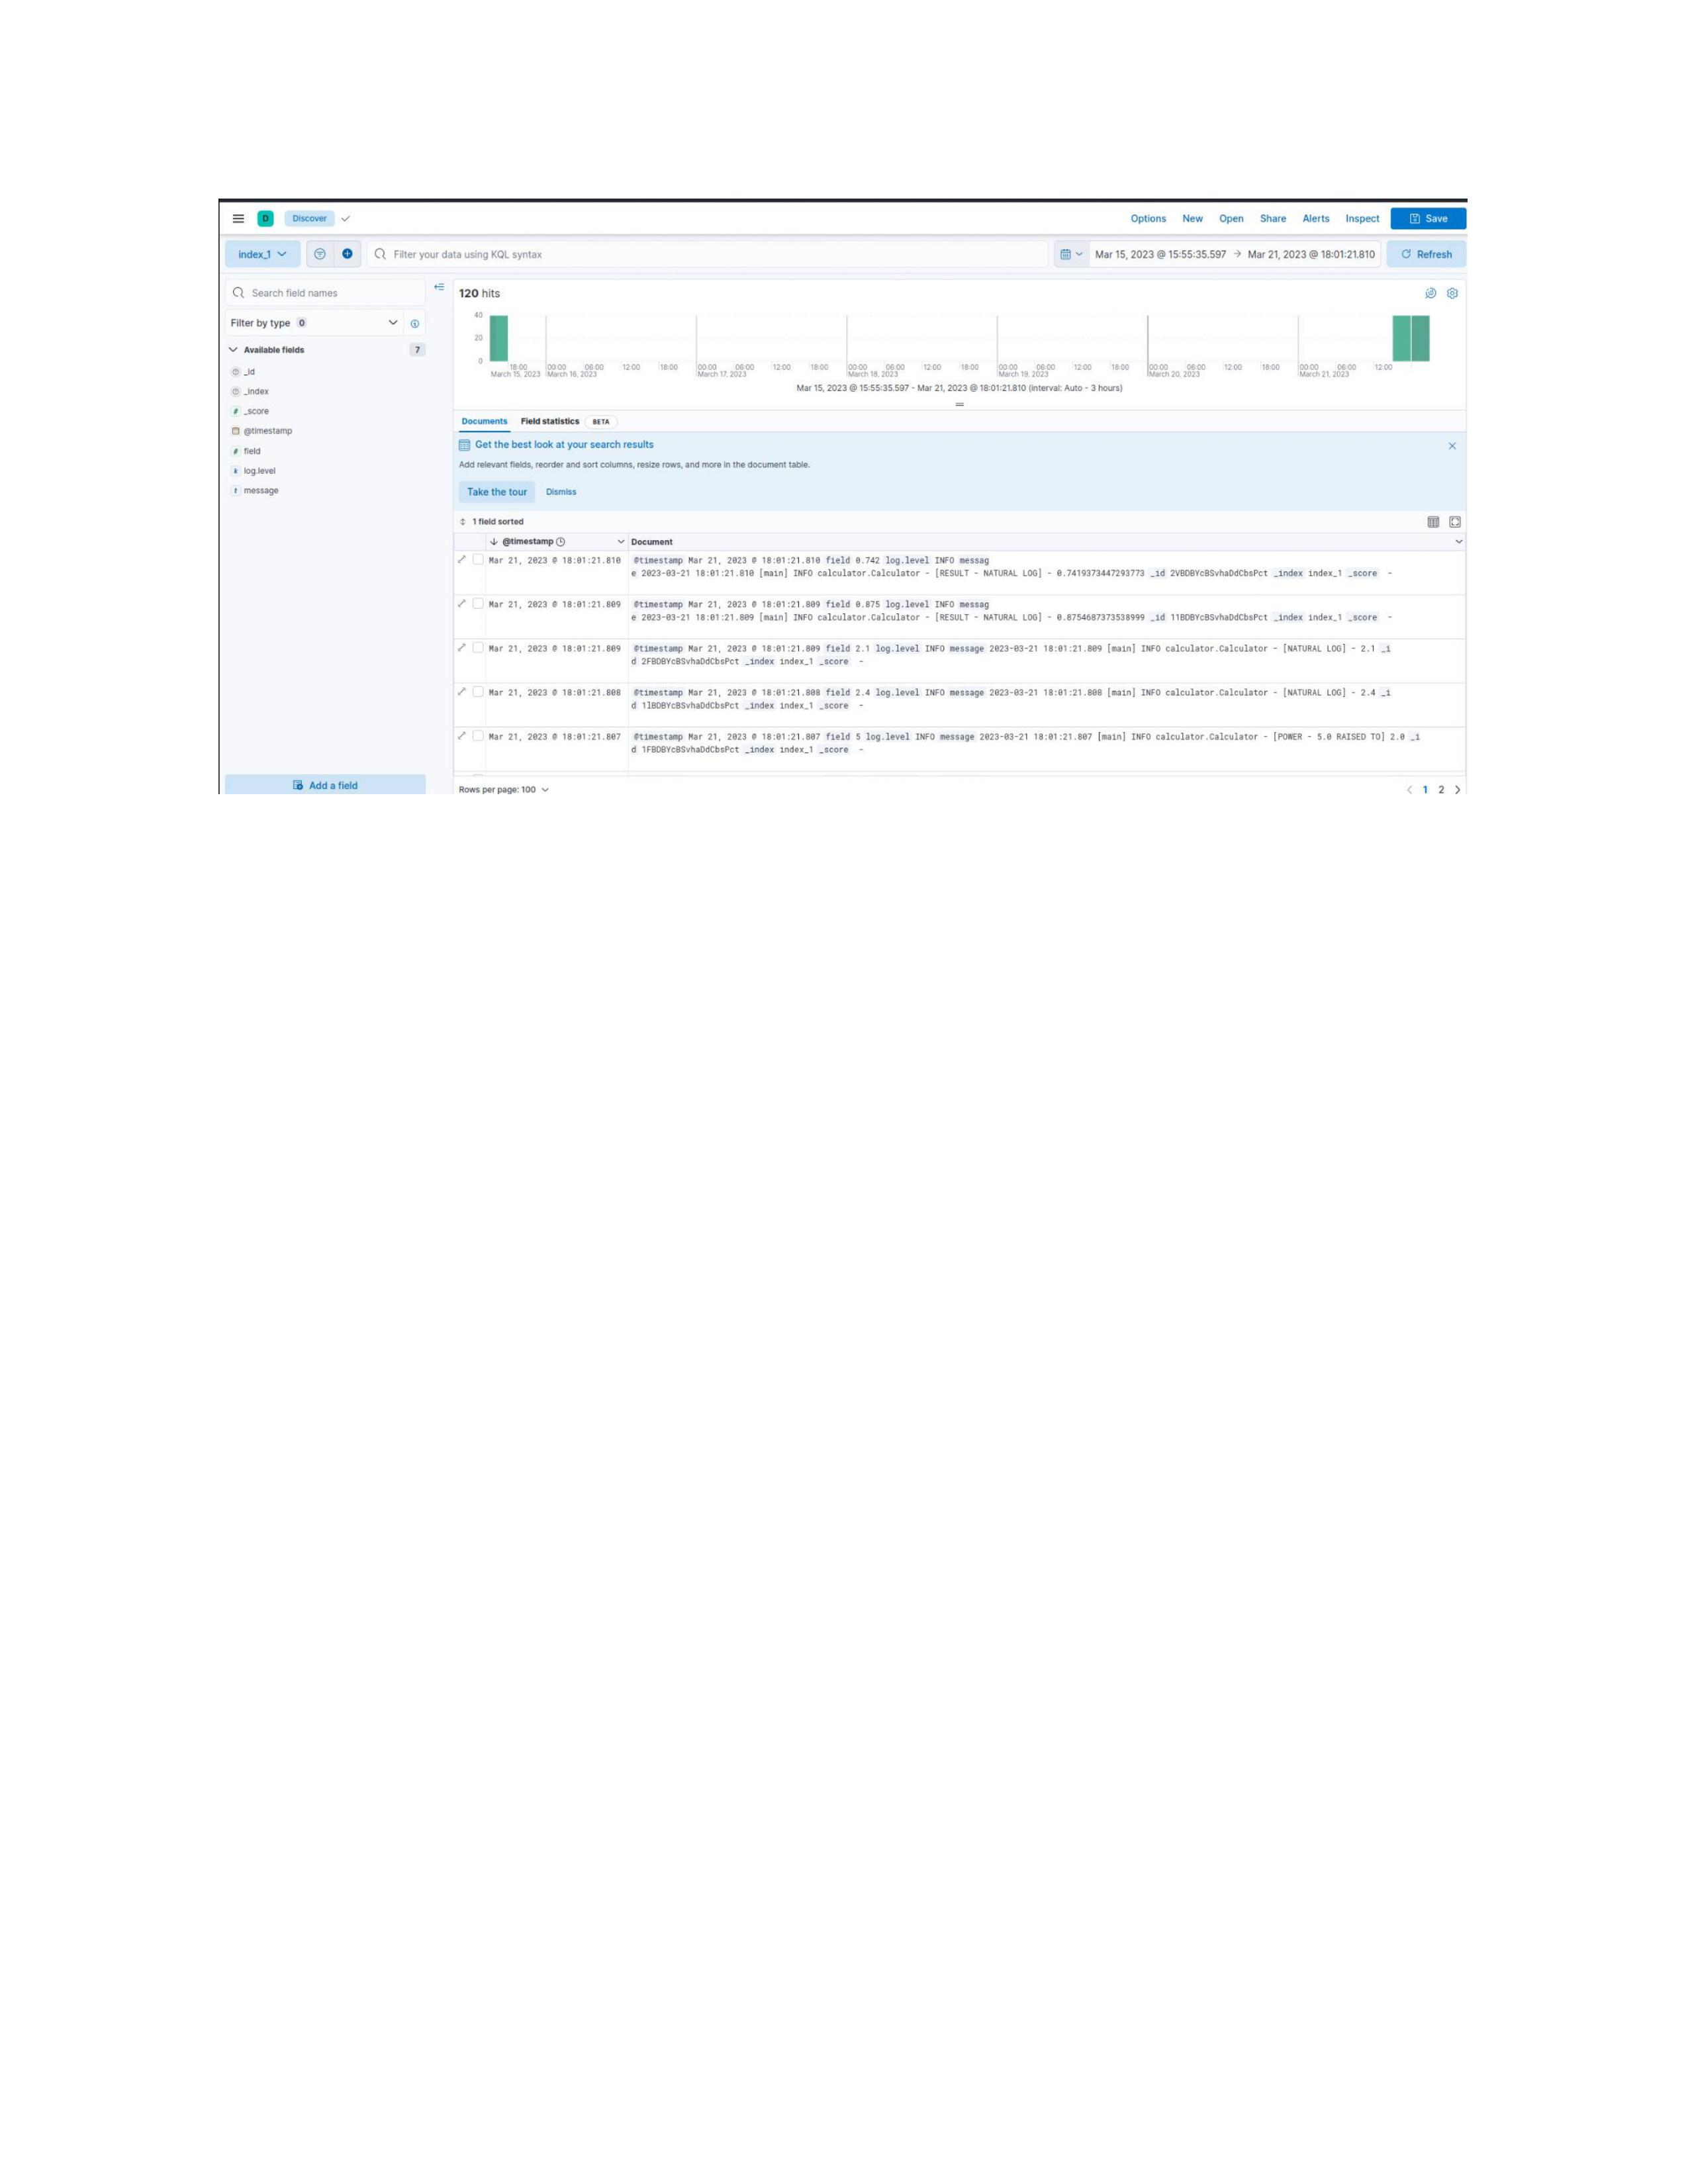 D Discover Options New Open Share Alerts Inspect Save
index_1 Filter your data using KQL syntax Mar 15, 2023 @ 15:55:35.597 → Mar 21, 2023 @ 18:01:21.810 Refresh
Search field names
Filter by type 0
Available fields 7
_id
_index
_score
@timestamp
field
log.level
message
Add a field
120 hits
40
20
0
18:00 00:00 06:00 12:00 18:00 00:00 06:00 12:00 18:00 00:00 06:00 12:00 18:00 00:00 06:00 12:00 18:00 00:00 06:00 12:00 18:00 00:00 06:00 12:00
March 15, 2023 March 16, 2023 March 17, 2023 March 18, 2023 March 19, 2023 March 20, 2023 March 21, 2023
Mar 15, 2023 @ 15:55:35.597 - Mar 21, 2023 @ 18:01:21.810 (interval: Auto - 3 hours)
Documents Field statistics BETA
Get the best look at your search results
Add relevant fields, reorder and sort columns, resize rows, and more in the document table.
Take the tour Dismiss
1 field sorted
@timestamp Document
Mar 21, 2023 @ 18:01:21.810 @timestamp Mar 21, 2023 @ 18:01:21.810 field 0.742 log.level INFO messag
e 2023-03-21 18:01:21.810 [main] INFO calculator.Calculator - [RESULT - NATURAL LOG] - 0.7419373447293773 _id 2VBDBYcBSvhaDdCbsPct _index index_1 _score -
Mar 21, 2023 @ 18:01:21.809 @timestamp Mar 21, 2023 @ 18:01:21.809 field 0.875 log.level INFO messag
e 2023-03-21 18:01:21.809 [main] INFO calculator.Calculator - [RESULT - NATURAL LOG] - 0.8754687373538999 _id 11BDBYcBSvhaDdCbsPct _index index_1 _score -
Mar 21, 2023 @ 18:01:21.809 @timestamp Mar 21, 2023 @ 18:01:21.809 field 2.1 log.level INFO message 2023-03-21 18:01:21.809 [main] INFO calculator.Calculator - [NATURAL LOG] - 2.1 _i
d 2FBDBYcBSvhaDdCbsPct _index index_1 _score -
Mar 21, 2023 @ 18:01:21.808 @timestamp Mar 21, 2023 @ 18:01:21.808 field 2.4 log.level INFO message 2023-03-21 18:01:21.808 [main] INFO calculator.Calculator - [NATURAL LOG] - 2.4 _i
d 1lBDBYcBSvhaDdCbsPct _index index_1 _score -
Mar 21, 2023 @ 18:01:21.807 @timestamp Mar 21, 2023 @ 18:01:21.807 field 5 log.level INFO message 2023-03-21 18:01:21.807 [main] INFO calculator.Calculator - [POWER - 5.0 RAISED TO] 2.0 _i
d 1FBDBYcBSvhaDdCbsPct _index index_1 _score -
Rows per page: 100 1 2